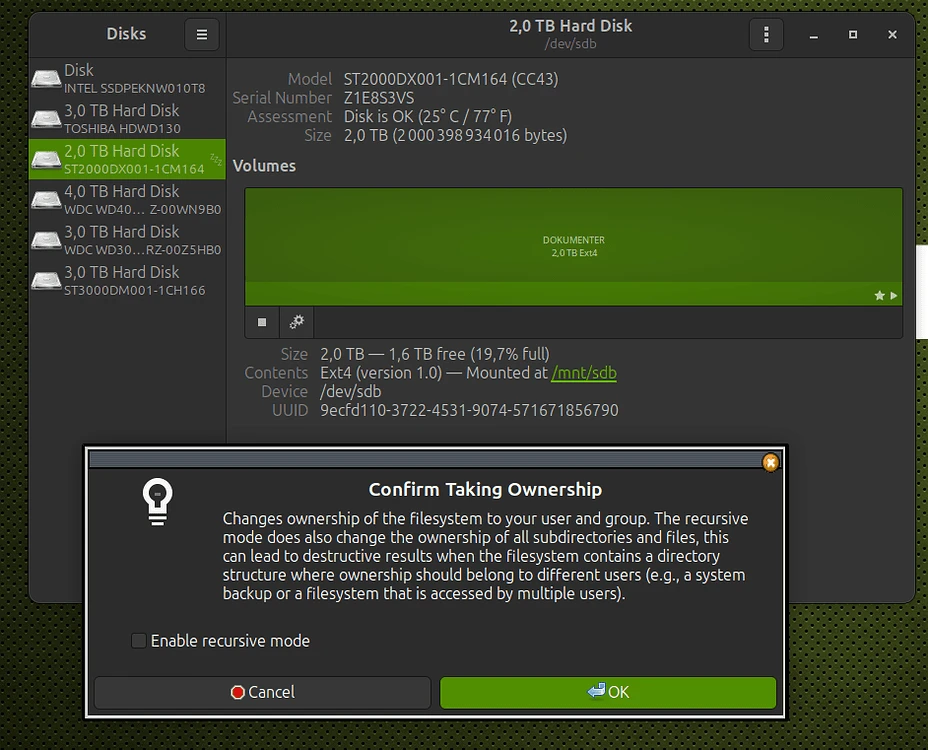 Disks
2,0 TB Hard Disk
/dev/sdb
Disk
INTEL SSDPEKNW010T8
3,0 TB Hard Disk
TOSHIBA HDWD130
2,0 TB Hard Disk
ST2000DX001-1CM164
4,0 TB Hard Disk
WDC WD40... Z-00WN9B0
3,0 TB Hard Disk
WDC WD30...RZ-00Z5HB0
3,0 TB Hard Disk
ST3000DM001-1CH166
Model ST2000DX001-1CM164 (CC43)
Serial Number Z1E8S3VS
Assessment Disk is OK (25° C / 77° F)
Size 2,0 TB (2 000 398 934 016 bytes)
Volumes
DOKUMENTER
2,0 TB Ext4
Size 2,0 TB — 1,6 TB free (19,7% full)
Contents Ext4 (version 1.0) — Mounted at /mnt/sdb
Device /dev/sdb
UUID 9ecfd110-3722-4531-9074-571671856790
Confirm Taking Ownership
Changes ownership of the filesystem to your user and group. The recursive
mode does also change the ownership of all subdirectories and files, this
can lead to destructive results when the filesystem contains a directory
structure where ownership should belong to different users (e.g., a system
backup or a filesystem that is accessed by multiple users).
Enable recursive mode
Cancel
OK